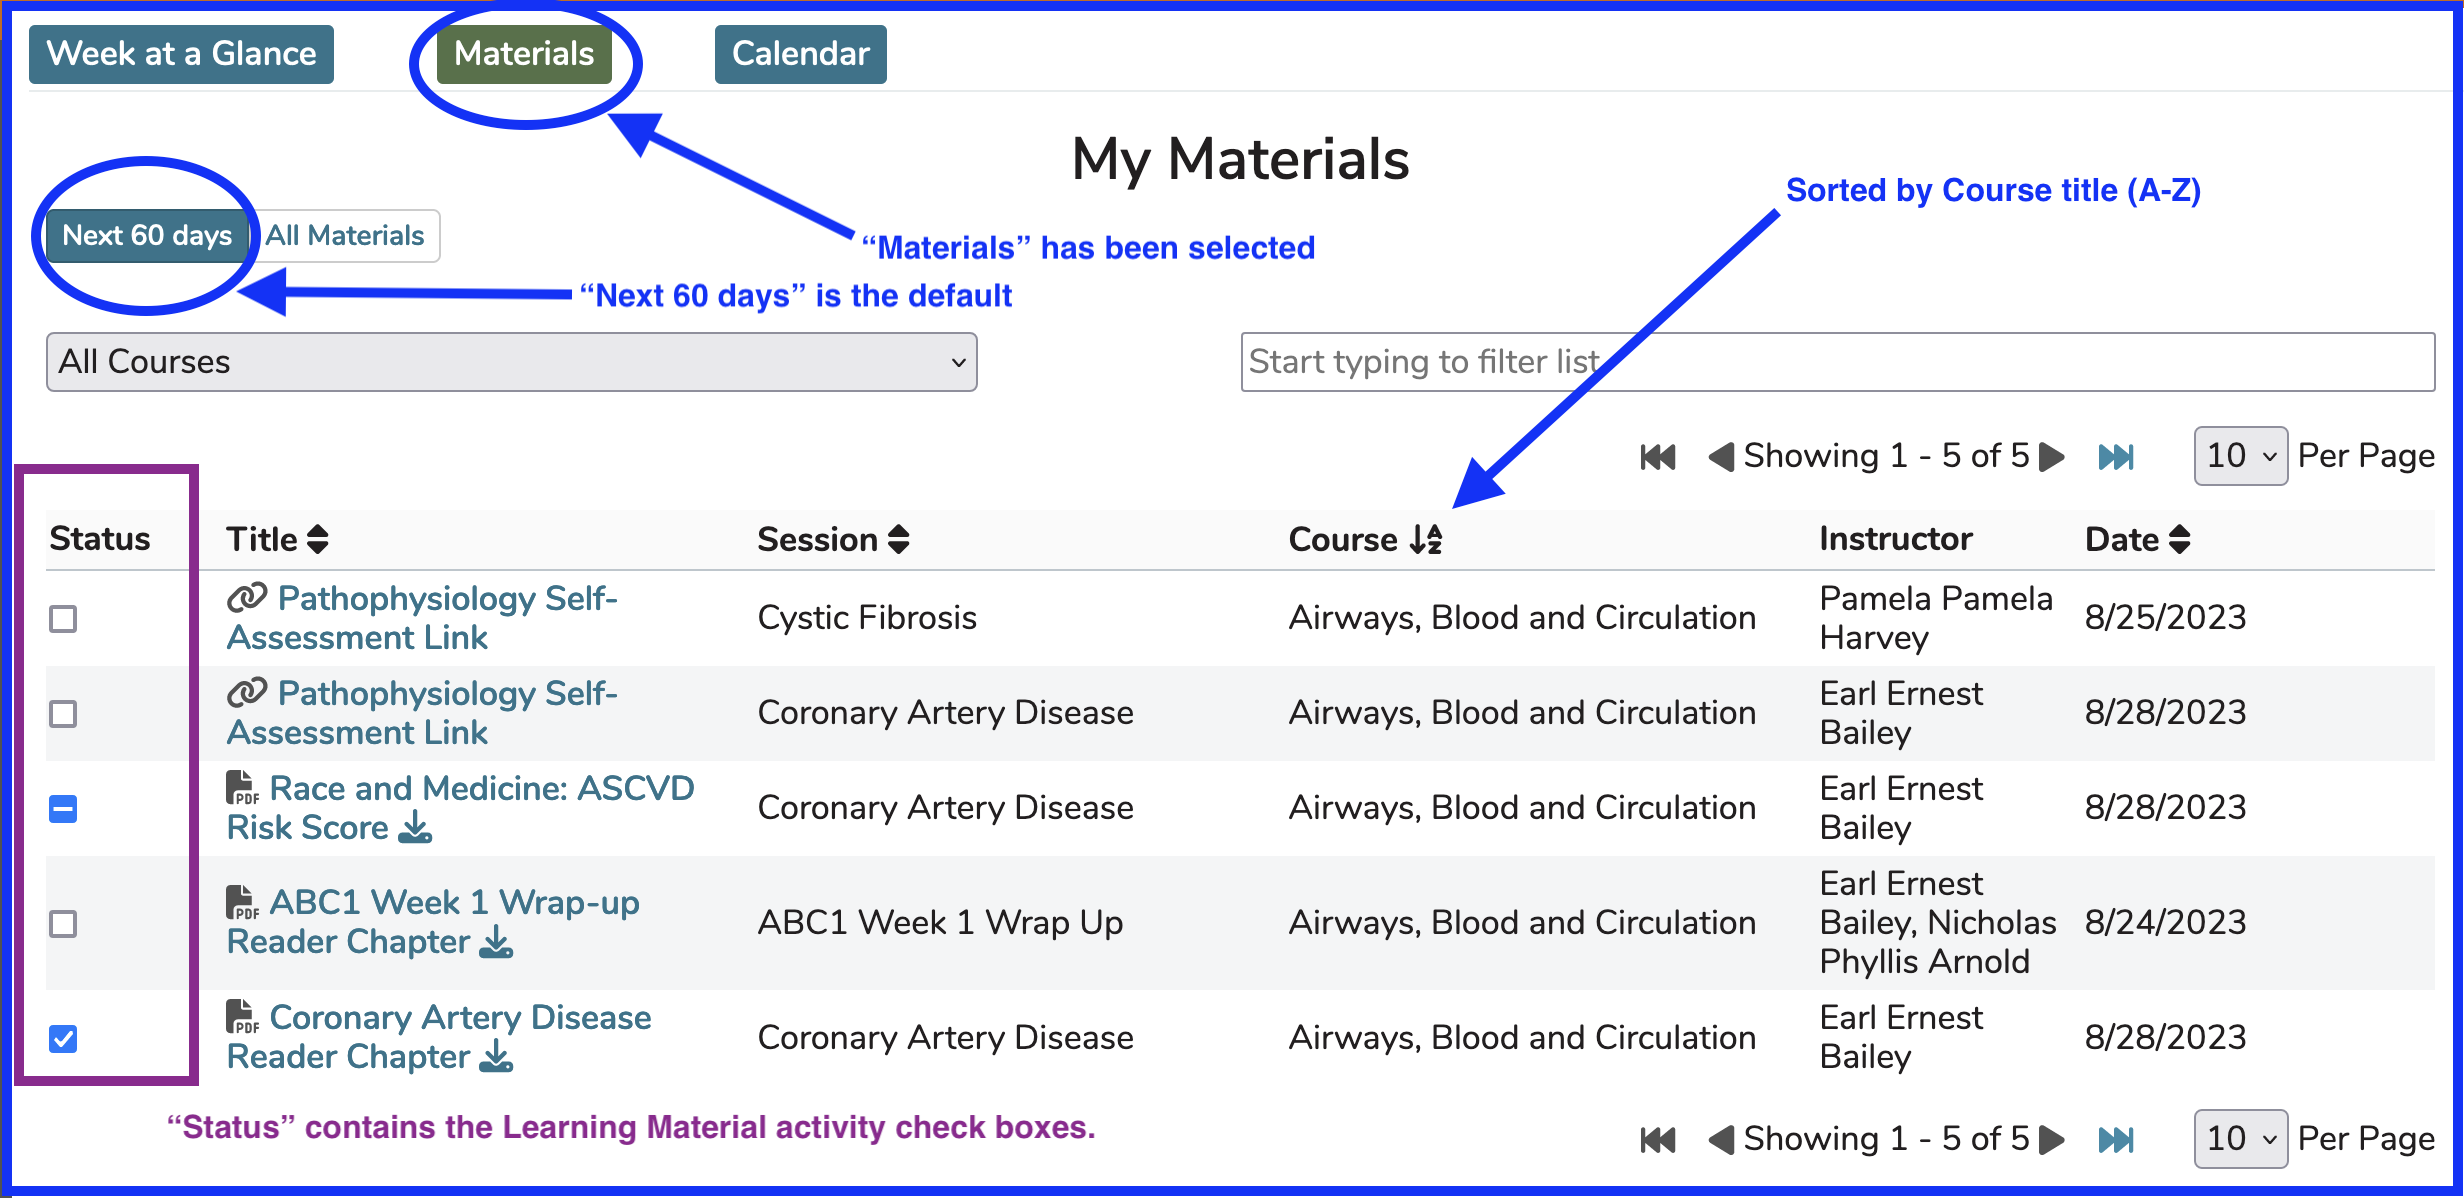 Week at a Glance
Materials
Calendar
My Materials
Sorted by Course title (A-Z)
Next 60 days
All Materials
“Materials” has been selected
“Next 60 days” is the default
All Courses
Start typing to filter list
Showing 1 - 5 of 5
10
Per Page
Status
Title
Session
Course
Instructor
Date
Pathophysiology Self-
Assessment Link
Cystic Fibrosis
Airways, Blood and Circulation
Pamela Pamela
Harvey
8/25/2023
Pathophysiology Self-
Assessment Link
Coronary Artery Disease
Airways, Blood and Circulation
Earl Ernest
Bailey
8/28/2023
PDF Race and Medicine: ASCVD
Risk Score
Coronary Artery Disease
Airways, Blood and Circulation
Earl Ernest
Bailey
8/28/2023
PDF ABC1 Week 1 Wrap-up
Reader Chapter
ABC1 Week 1 Wrap Up
Airways, Blood and Circulation
Earl Ernest
Bailey, Nicholas
Phyllis Arnold
8/24/2023
PDF Coronary Artery Disease
Reader Chapter
Coronary Artery Disease
Airways, Blood and Circulation
Earl Ernest
Bailey
8/28/2023
“Status” contains the Learning Material activity check boxes.
Showing 1 - 5 of 5
10
Per Page